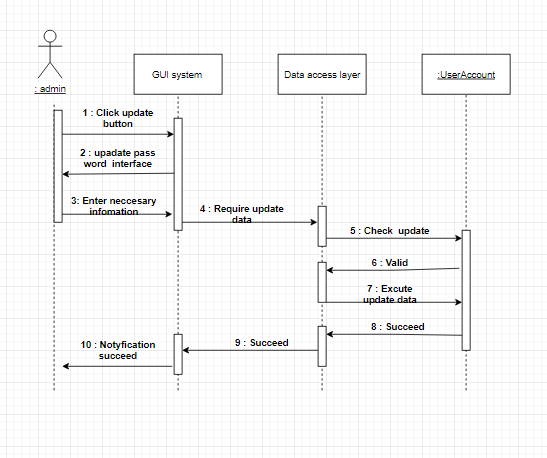 : admin
GUI system
Data access layer
:UserAccount
1 : Click update
button
2 : upadate pass
word interface
3: Enter neccesary
infomation
4 : Require update
data
5 : Check update
6 : Valid
7 : Excute
update data
8 : Succeed
9 : Succeed
10 : Notyfication
succeed